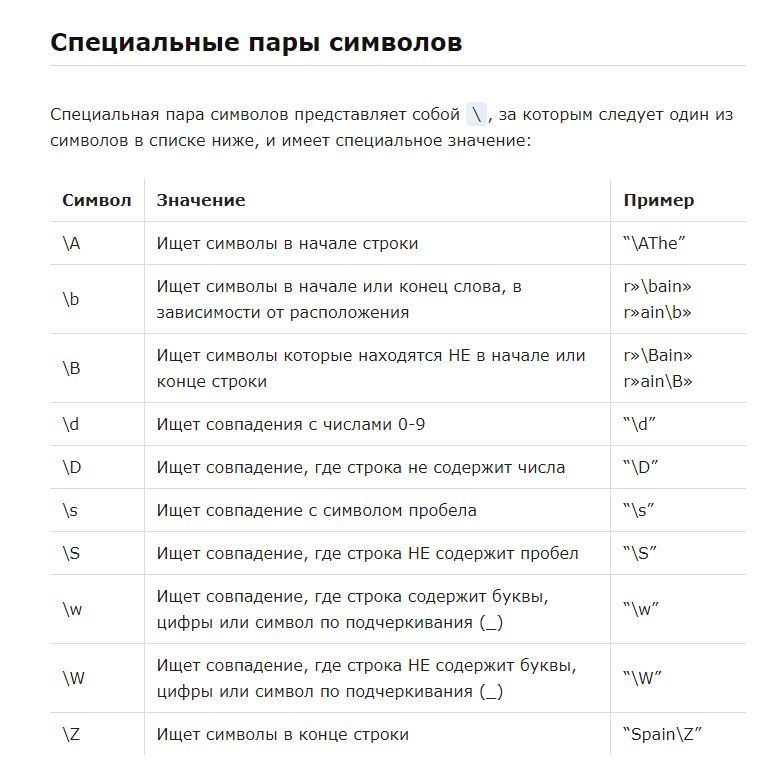 Специальные пары символов
Специальная пара символов представляет собой \, за которым следует один из
символов в списке ниже, и имеет специальное значение:
Символ Значение Пример
\A Ищет символы в начале строки “\AThe”
\b Ищет символы в начале или конец слова, в зависимости от расположения r»\bain» r»ain\b»
\B Ищет символы которые находятся НЕ в начале или конце строки r»\Bain» r»ain\B»
\d Ищет совпадения с числами 0-9 “\d”
\D Ищет совпадение, где строка не содержит числа “\D”
\s Ищет совпадение с символом пробела “\s”
\S Ищет совпадение, где строка НЕ содержит пробел “\S”
\w Ищет совпадение, где строка содержит буквы, цифры или символ по подчеркивания (_) “\w”
\W Ищет совпадение, где строка НЕ содержит буквы, цифры или символ по подчеркивания (_) “\W”
\Z Ищет символы в конце строки “Spain\Z”